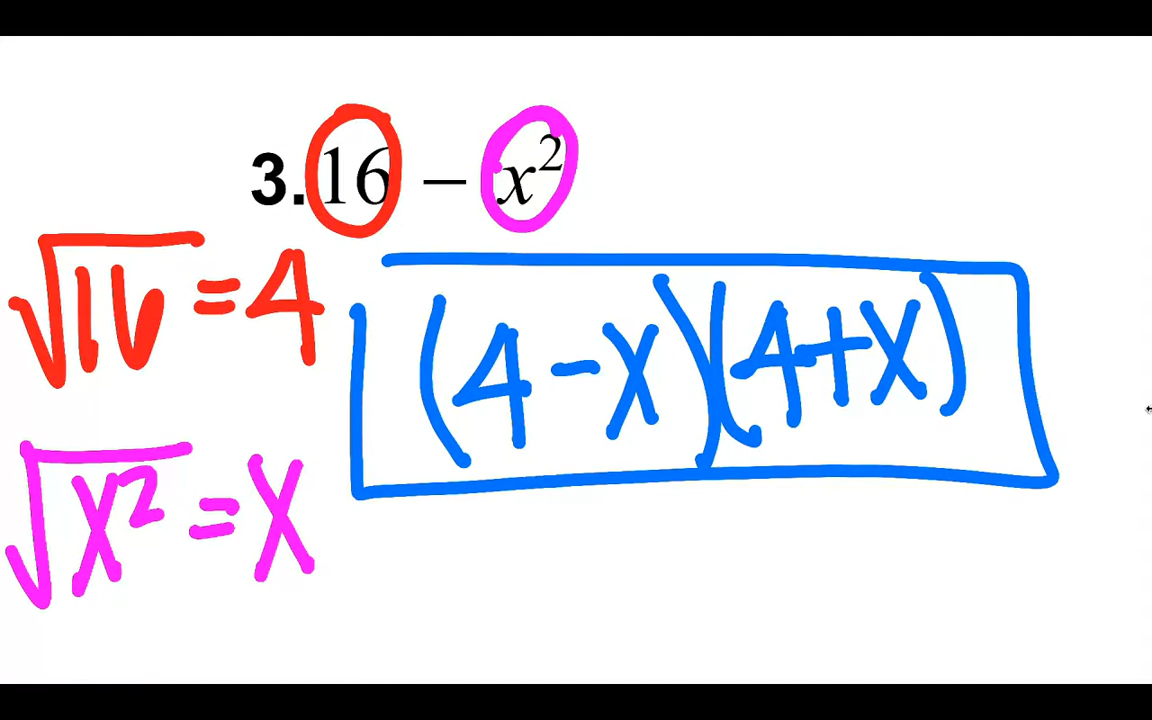 3. 16 − x²
√16 = 4
(4 - x)(4 + x)
√x² = x